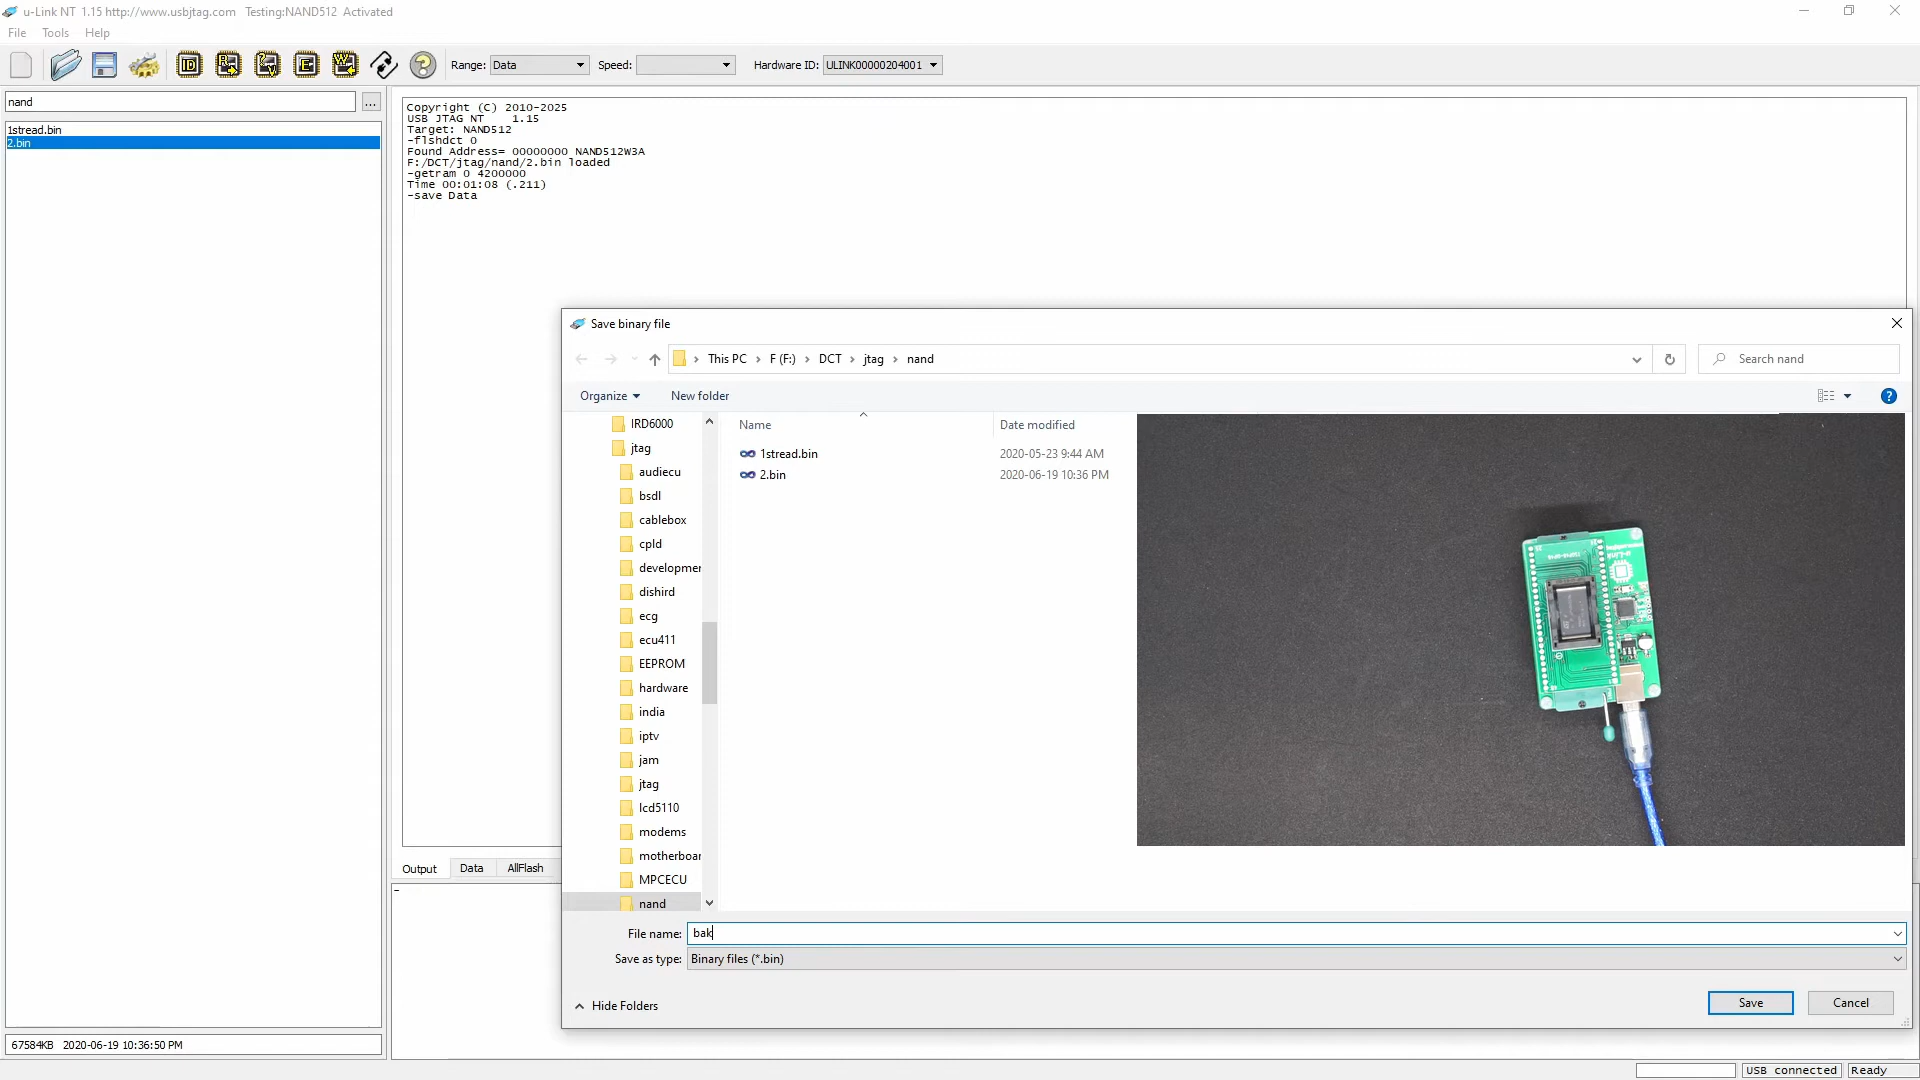 u-Link NT 1.15 http://www.usbjtag.com Testing:NAND512 Activated
File Tools Help
ID R ?V E W ? Range: Data Speed: Hardware ID: ULINK00000204001
nand ...
1stread.bin
2.bin
Copyright (C) 2010-2025
USB JTAG NT 1.15
Target: NAND512
-flshdct 0
Found Address= 00000000 NAND512W3A
F:/DCT/jtag/nand/2.bin loaded
-getram 0 4200000
Time 00:01:08 (.211)
-save Data
Save binary file
This PC > F (F:) > DCT > jtag > nand
Search nand
Organize New folder
IRD6000
jtag
audiecu
bsdl
cablebox
cpld
developmer
dishird
ecg
ecu411
EEPROM
hardware
india
iptv
jam
jtag
lcd5110
modems
motherboar
MPCECU
nand
Name Date modified
1stread.bin 2020-05-23 9:44 AM
2.bin 2020-06-19 10:36 PM
u-Link
File name: bak
Save as type: Binary files (*.bin)
Hide Folders
Save Cancel
Output Data AllFlash
-
67584KB 2020-06-19 10:36:50 PM
USB connected Ready